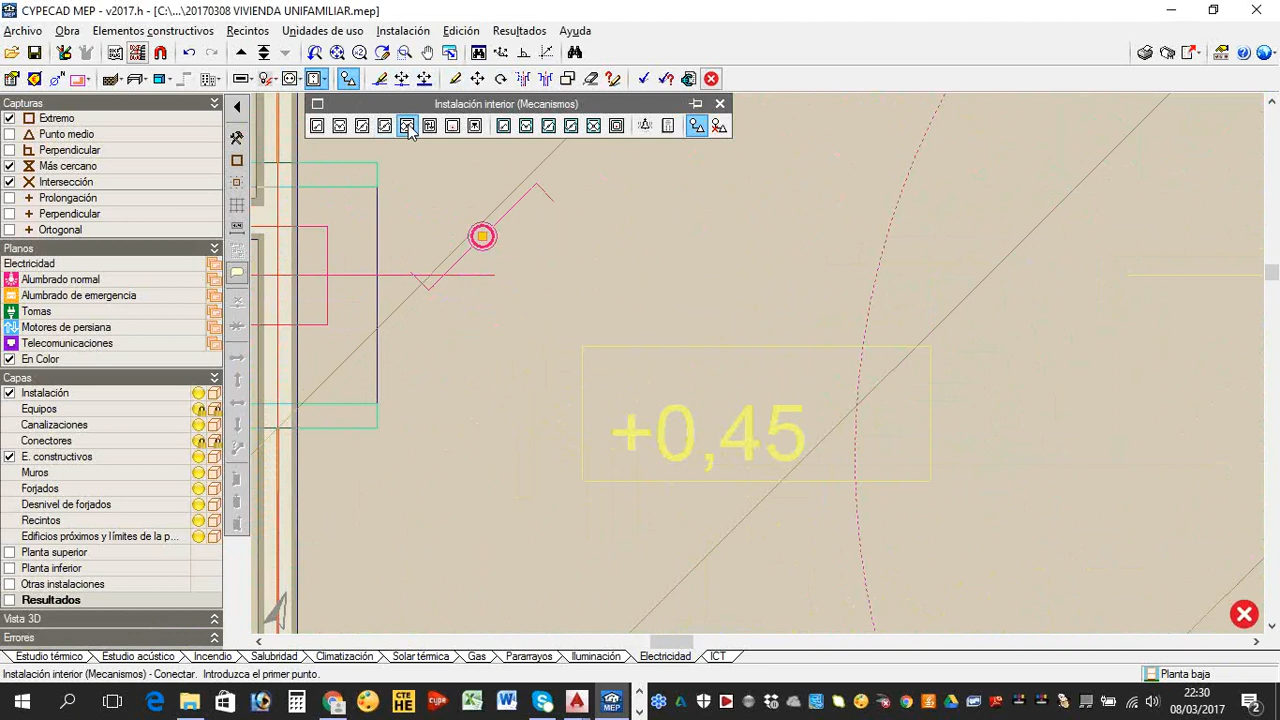 CYPECAD MEP - v2017.h - [C:\...\20170308 VIVIENDA UNIFAMILIAR.mep]
Archivo Obra Elementos constructivos Recintos Unidades de uso Instalación Edición Resultados Ayuda
Instalación interior (Mecanismos)
Capturas
Extremo
Punto medio
Perpendicular
Más cercano
Intersección
Prolongación
Perpendicular
Ortogonal
Planos
Electricidad
Alumbrado normal
Alumbrado de emergencia
Tomas
Motores de persiana
Telecomunicaciones
En Color
Capas
Instalación
Equipos
Canalizaciones
Conectores
E. constructivos
Muros
Forjados
Desnivel de forjados
Recintos
Edificios próximos y límites de la p...
Planta superior
Planta inferior
Otras instalaciones
Resultados
Vista 3D
Errores
+0,45
Estudio térmico Estudio acústico Incendio Salubridad Climatización Solar térmica Gas Pararrayos Iluminación Electricidad ICT
Instalación interior (Mecanismos) - Conectar. Introduzca el primer punto.
Planta baja
CTE
HE
cype
MEP
22:30
08/03/2017
2